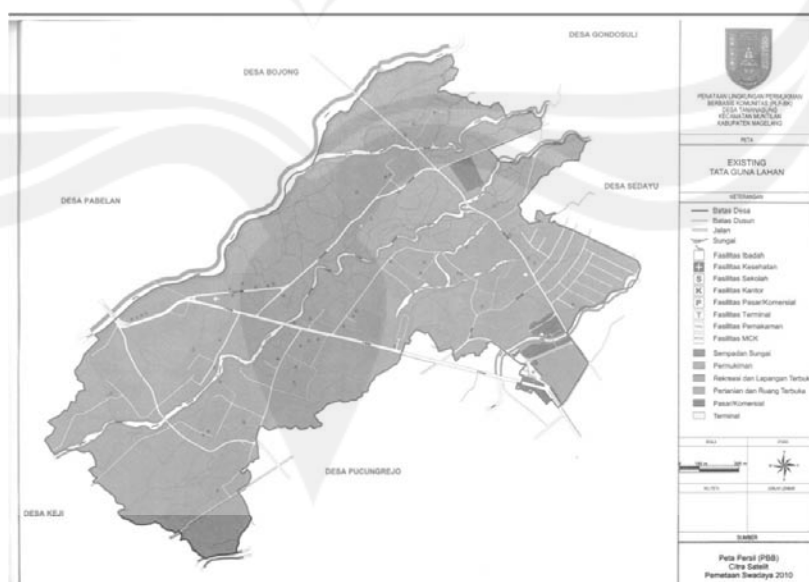 DESA GONDOSULI
DESA BOJONG
DESA PABELAN
DESA SEDAYU
DESA PUCUNGREJO
DESA KEJI
PENATAAN LINGKUNGAN PERMUKIMAN
BERBASIS KOMUNITAS (PLP-BK)
DESA TAMANAGUNG
KECAMATAN MUNTILAN
KABUPATEN MAGELANG
PETA
EXISTING
TATA GUNA LAHAN
KETERANGAN
Batas Desa
Batas Dusun
Jalan
Sungai
Fasilitas Ibadah
Fasilitas Kesehatan
S Fasilitas Sekolah
K Fasilitas Kantor
P Fasilitas Pasar/Komersial
T Fasilitas Terminal
Fasilitas Pemakaman
Fasilitas MCK
Sempadan Sungai
Permukiman
Rekreasi dan Lapangan Terbuk
Pertanian dan Ruang Terbuka
Pasar/Komersial
Terminal
SUMBER
Peta Persil (PBB)
Citra Satelit
Pemetaan Swadaya 2010